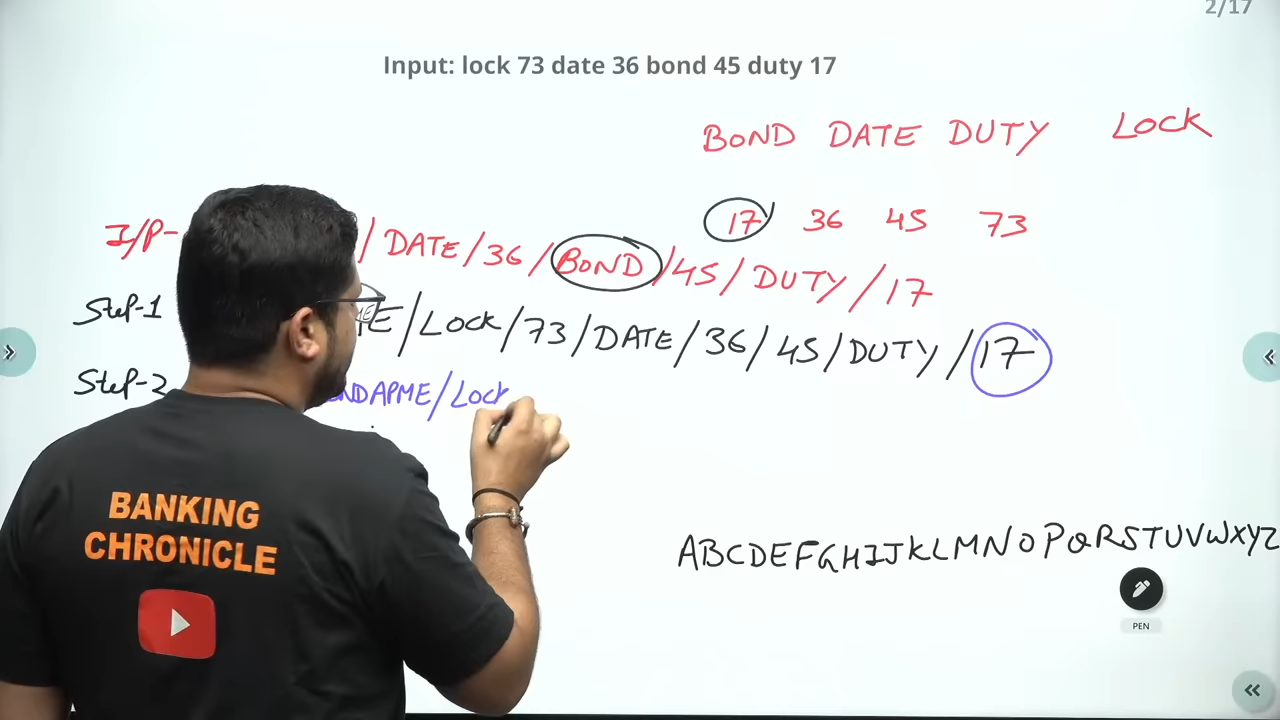 2/17
Input: lock 73 date 36 bond 45 duty 17
BOND DATE DUTY LOCK
17 36 45 73
I/P- / DATE / 36 / BOND / 45 / DUTY / 17
Step-1 ME / LOCK / 73 / DATE / 36 / 45 / DUTY / 17
Step-2 NDAPME / LOCK
BANKING
CHRONICLE
ABCDEFGHIJKLMNOPQRSTUVWXYZ
PEN